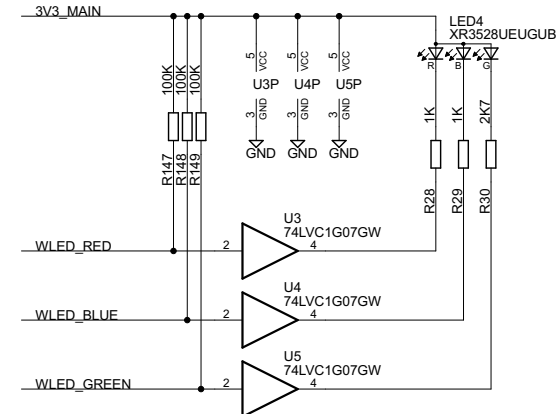 3V3_MAIN
LED4
XR3528UEUGUB
R B G
100K 100K 100K
5 VCC 5 VCC 5 VCC
U3P U4P U5P
3 GND 3 GND 3 GND
GND GND GND
1K 1K 2K7
R147 R148 R149
R28 R29 R30
U3
74LVC1G07GW
WLED_RED 2 4
U4
74LVC1G07GW
WLED_BLUE 2 4
U5
74LVC1G07GW
WLED_GREEN 2 4